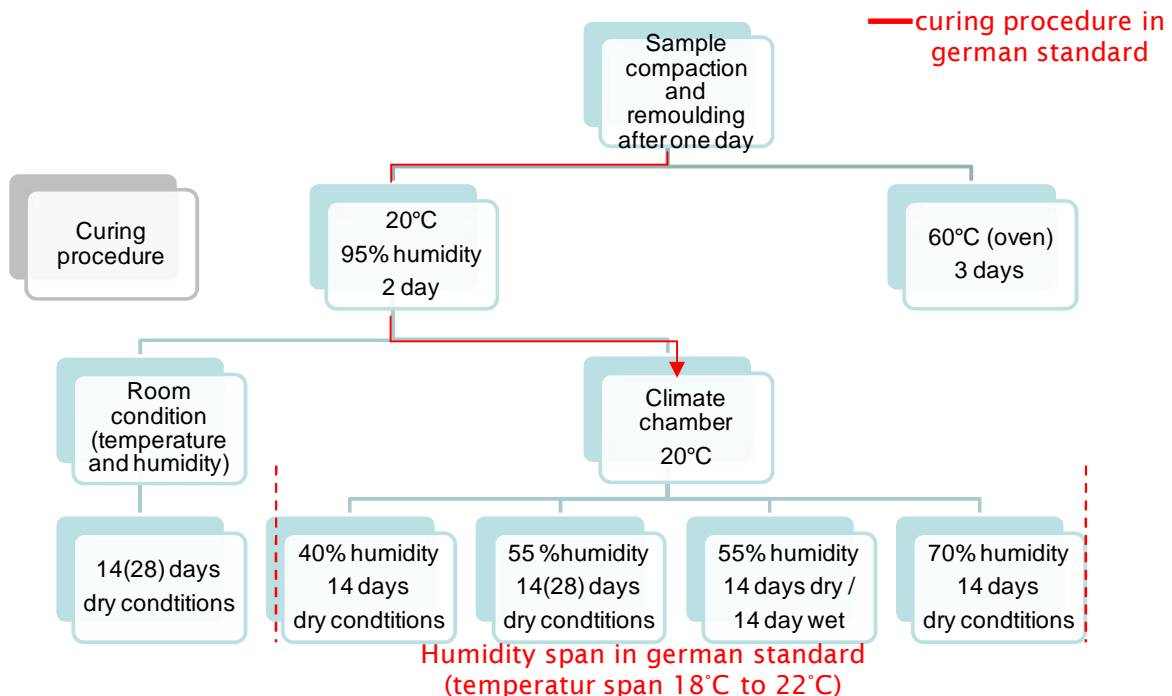 curing procedure in
german standard
Sample
compaction
and
remoulding
after one day
Curing
procedure
20°C
95% humidity
2 day
60°C (oven)
3 days
Room
condition
(temperature
and humidity)
Climate
chamber
20°C
14(28) days
dry condtitions
40% humidity
14 days
dry condtitions
55 %humidity
14(28) days
dry condtitions
55% humidity
14 days dry /
14 day wet
70% humidity
14 days
dry condtitions
Humidity span in german standard
(temperatur span 18°C to 22°C)